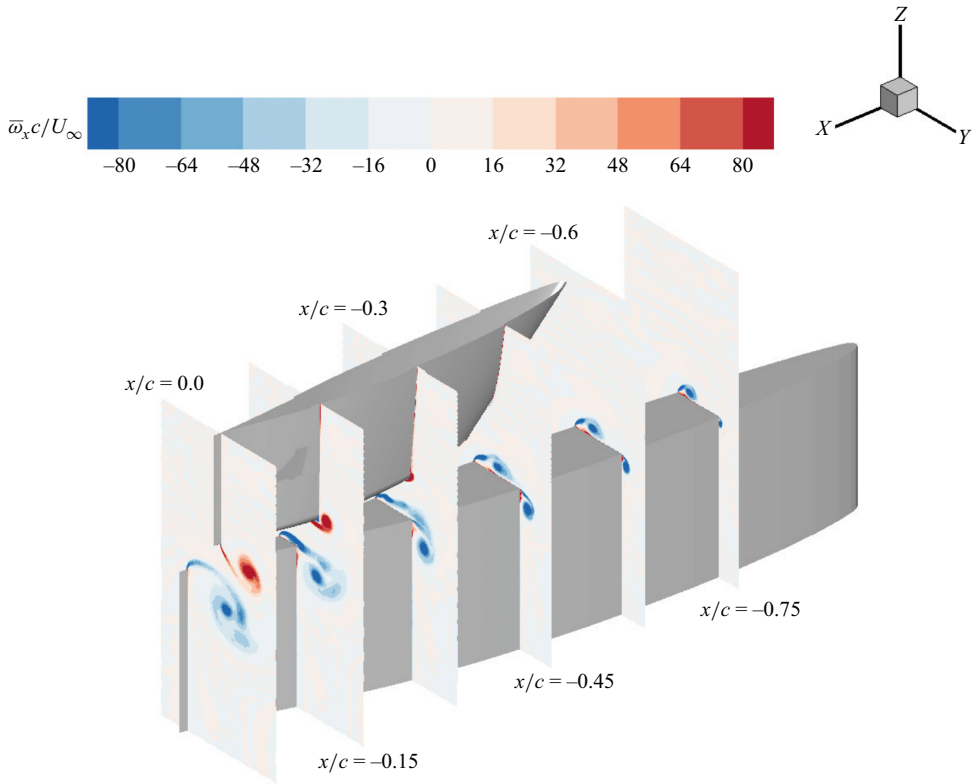 Z
X
Y
ω̅ₓc/U∞
–80 –64 –48 –32 –16 0 16 32 48 64 80
x/c = –0.6
x/c = –0.3
x/c = 0.0
x/c = –0.75
x/c = –0.45
x/c = –0.15